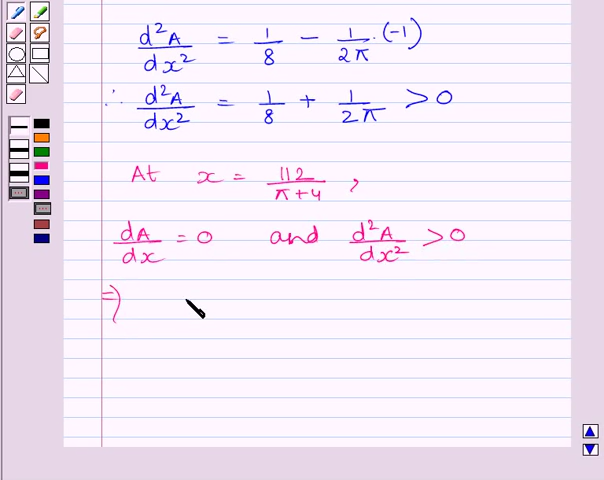 d²A/dx² = 1/8 − 1/2π · (−1)
∴ d²A/dx² = 1/8 + 1/2π > 0
At x = 112/π+4 ,
dA/dx = 0 and d²A/dx² > 0
⇒